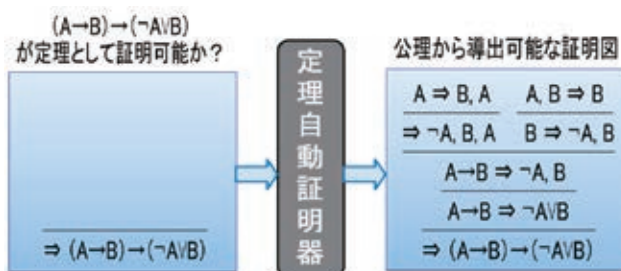 (A→B)→(¬A∨B)
が定理として証明可能か？
⇒ (A→B)→(¬A∨B)
定理自動証明器
公理から導出可能な証明図
A ⇒ B, A A, B ⇒ B
⇒ ¬A, B, A B ⇒ ¬A, B
A→B ⇒ ¬A, B
A→B ⇒ ¬A∨B
⇒ (A→B)→(¬A∨B)